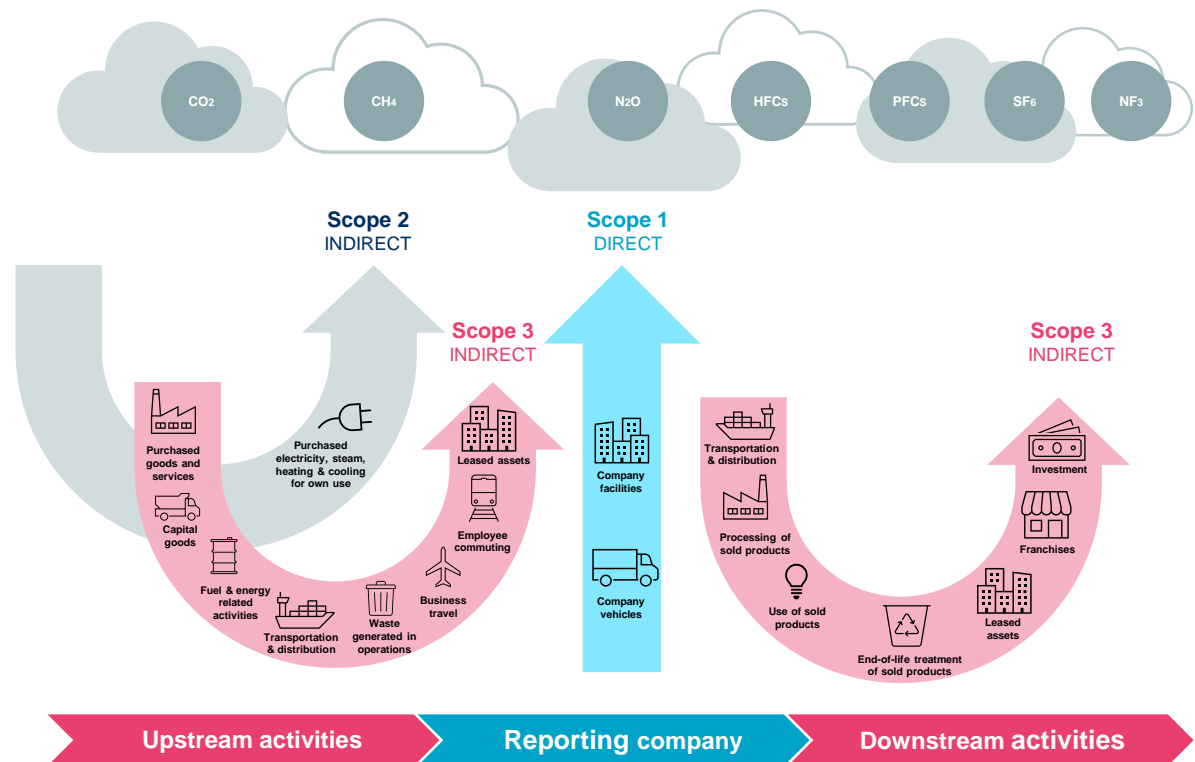 CO2
CH4
N2O
HFCs
PFCs
SF6
NF3
Scope 2
INDIRECT
Scope 1
DIRECT
Scope 3
INDIRECT
Scope 3
INDIRECT
Purchased
goods and
services
Capital
goods
Fuel & energy
related
activities
Transportation
& distribution
Waste
generated in
operations
Business
travel
Employee
commuting
Leased assets
Purchased
electricity, steam,
heating & cooling
for own use
Company
facilities
Company
vehicles
Transportation
& distribution
Processing of
sold products
Use of sold
products
End-of-life treatment
of sold products
Leased
assets
Franchises
Investment
Upstream activities
Reporting company
Downstream activities